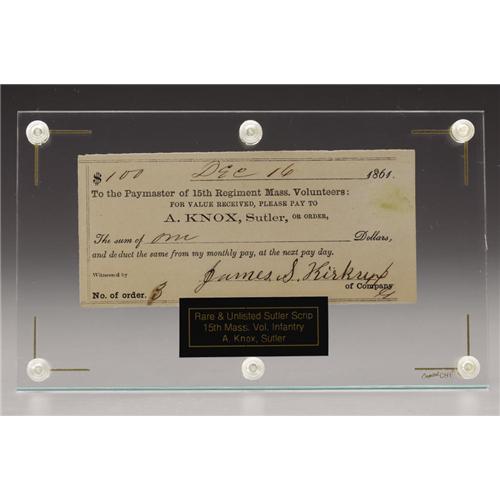 $ 1 00 Dec 16 1861.
To the Paymaster of 15th Regiment Mass. Volunteers:
FOR VALUE RECEIVED, PLEASE PAY TO
A. KNOX, Sutler, OR ORDER,
The sum of one Dollars,
and deduct the same from my monthly pay, at the next pay day.
Witnessed by James S.
of Company
No. of order.
Rare & Unlisted Sutler Scrip
15th Mass. Vol. Infantry
A. Knox, Sutler